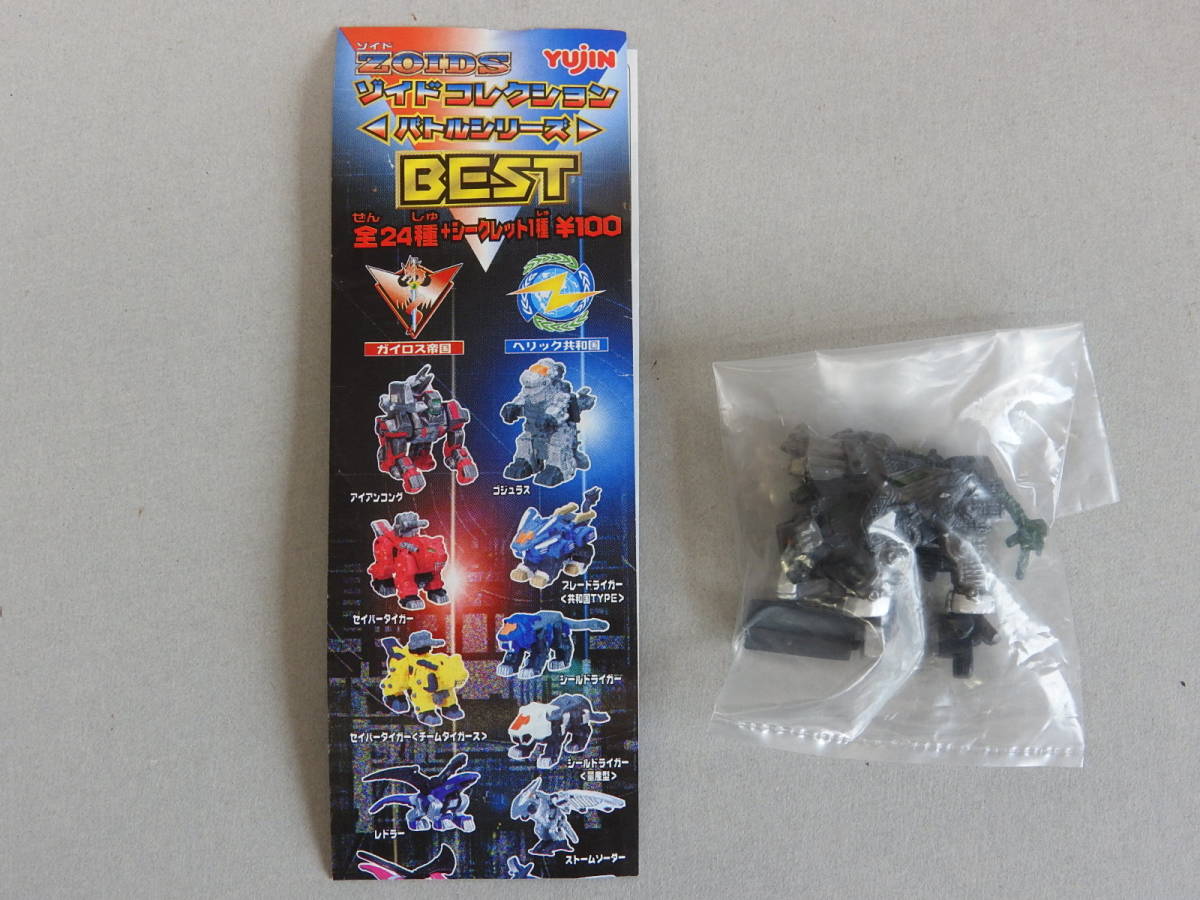 ゾイド
ZOIDS
YUJIN
ゾイドコレクション
バトルシリーズ
BEST
ぜん しゅ しゅ
全24種+シークレット1種 ¥100
ガイロス帝国
ヘリック共和国
アイアンコング
ゴジュラス
セイバータイガー
ブレードライガー
<共和国TYPE>
セイバータイガー<チームタイガース>
シールドライガー
シールドライガー
<量産型>
レドラー
ストームソーダー